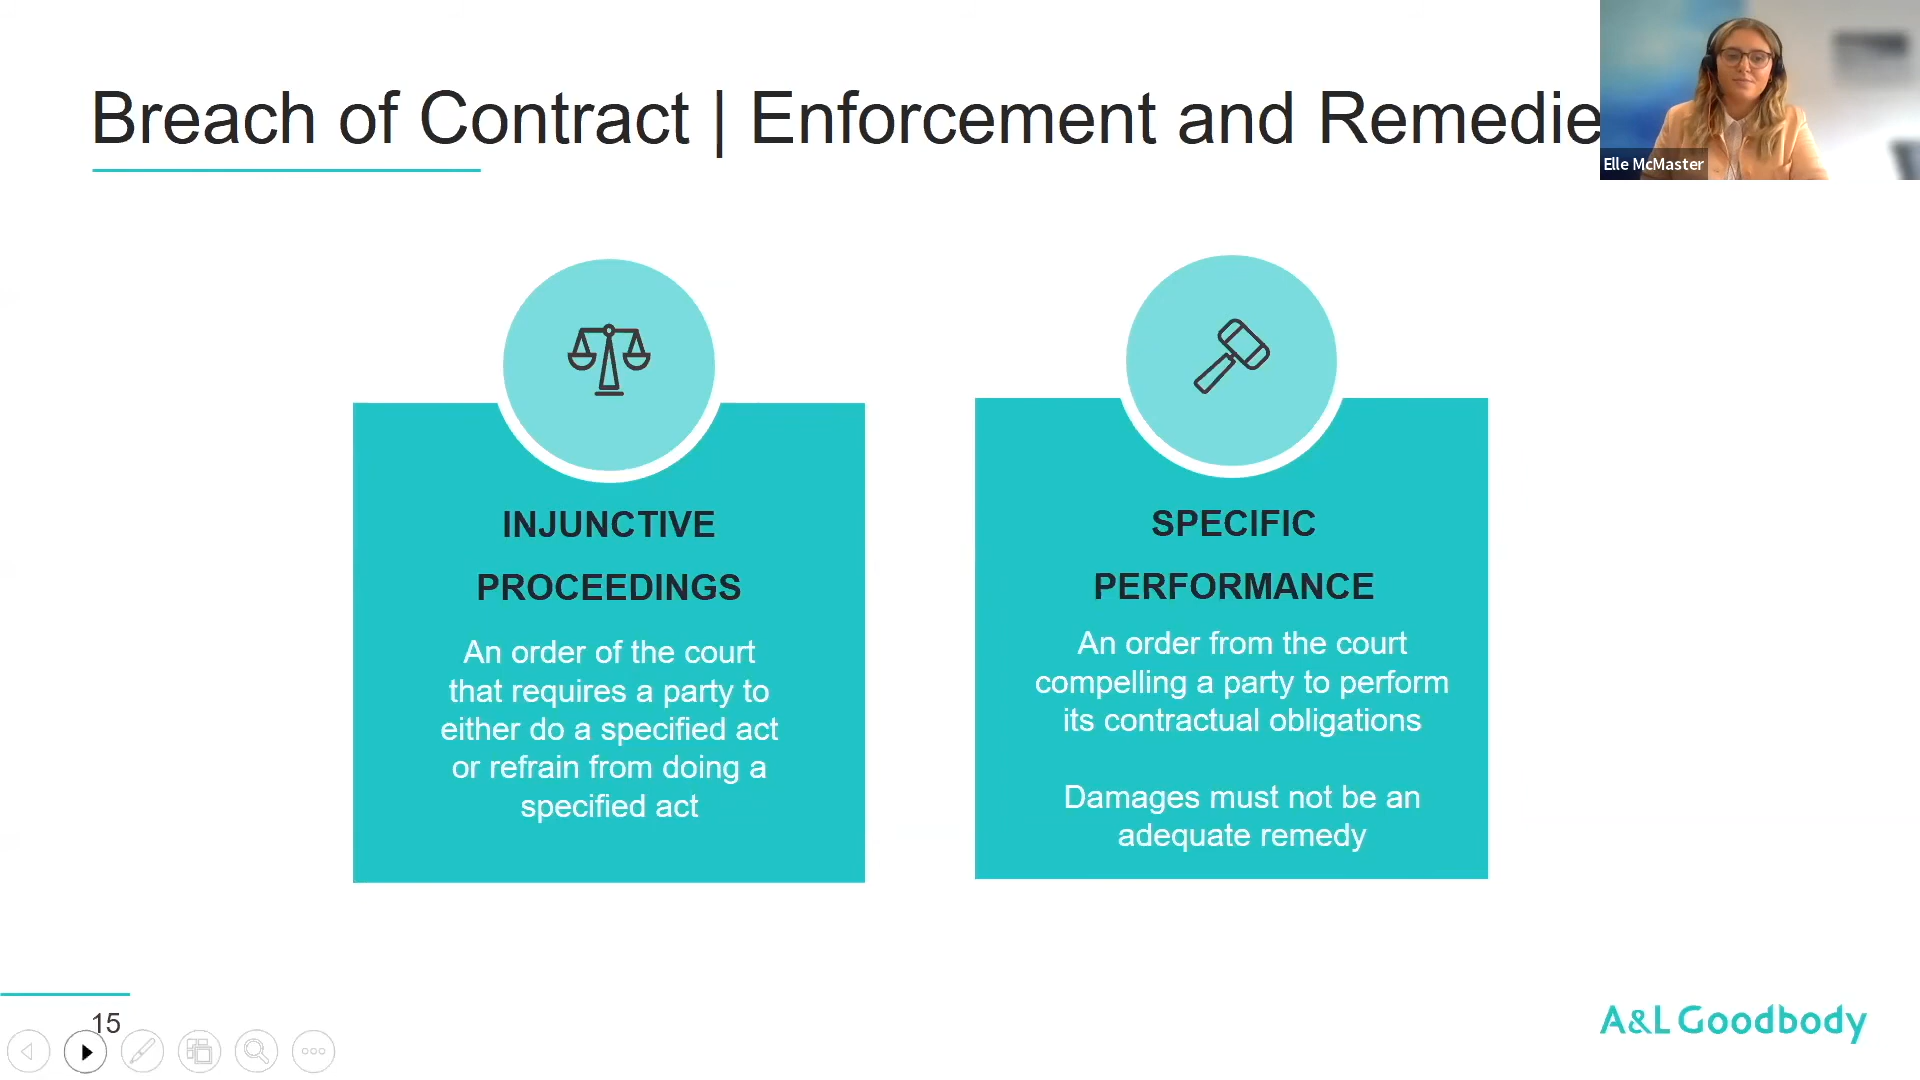 Breach of Contract | Enforcement and Remedie
Elle McMaster
INJUNCTIVE
PROCEEDINGS
An order of the court
that requires a party to
either do a specified act
or refrain from doing a
specified act
SPECIFIC
PERFORMANCE
An order from the court
compelling a party to perform
its contractual obligations
Damages must not be an
adequate remedy
15
A&L Goodbody